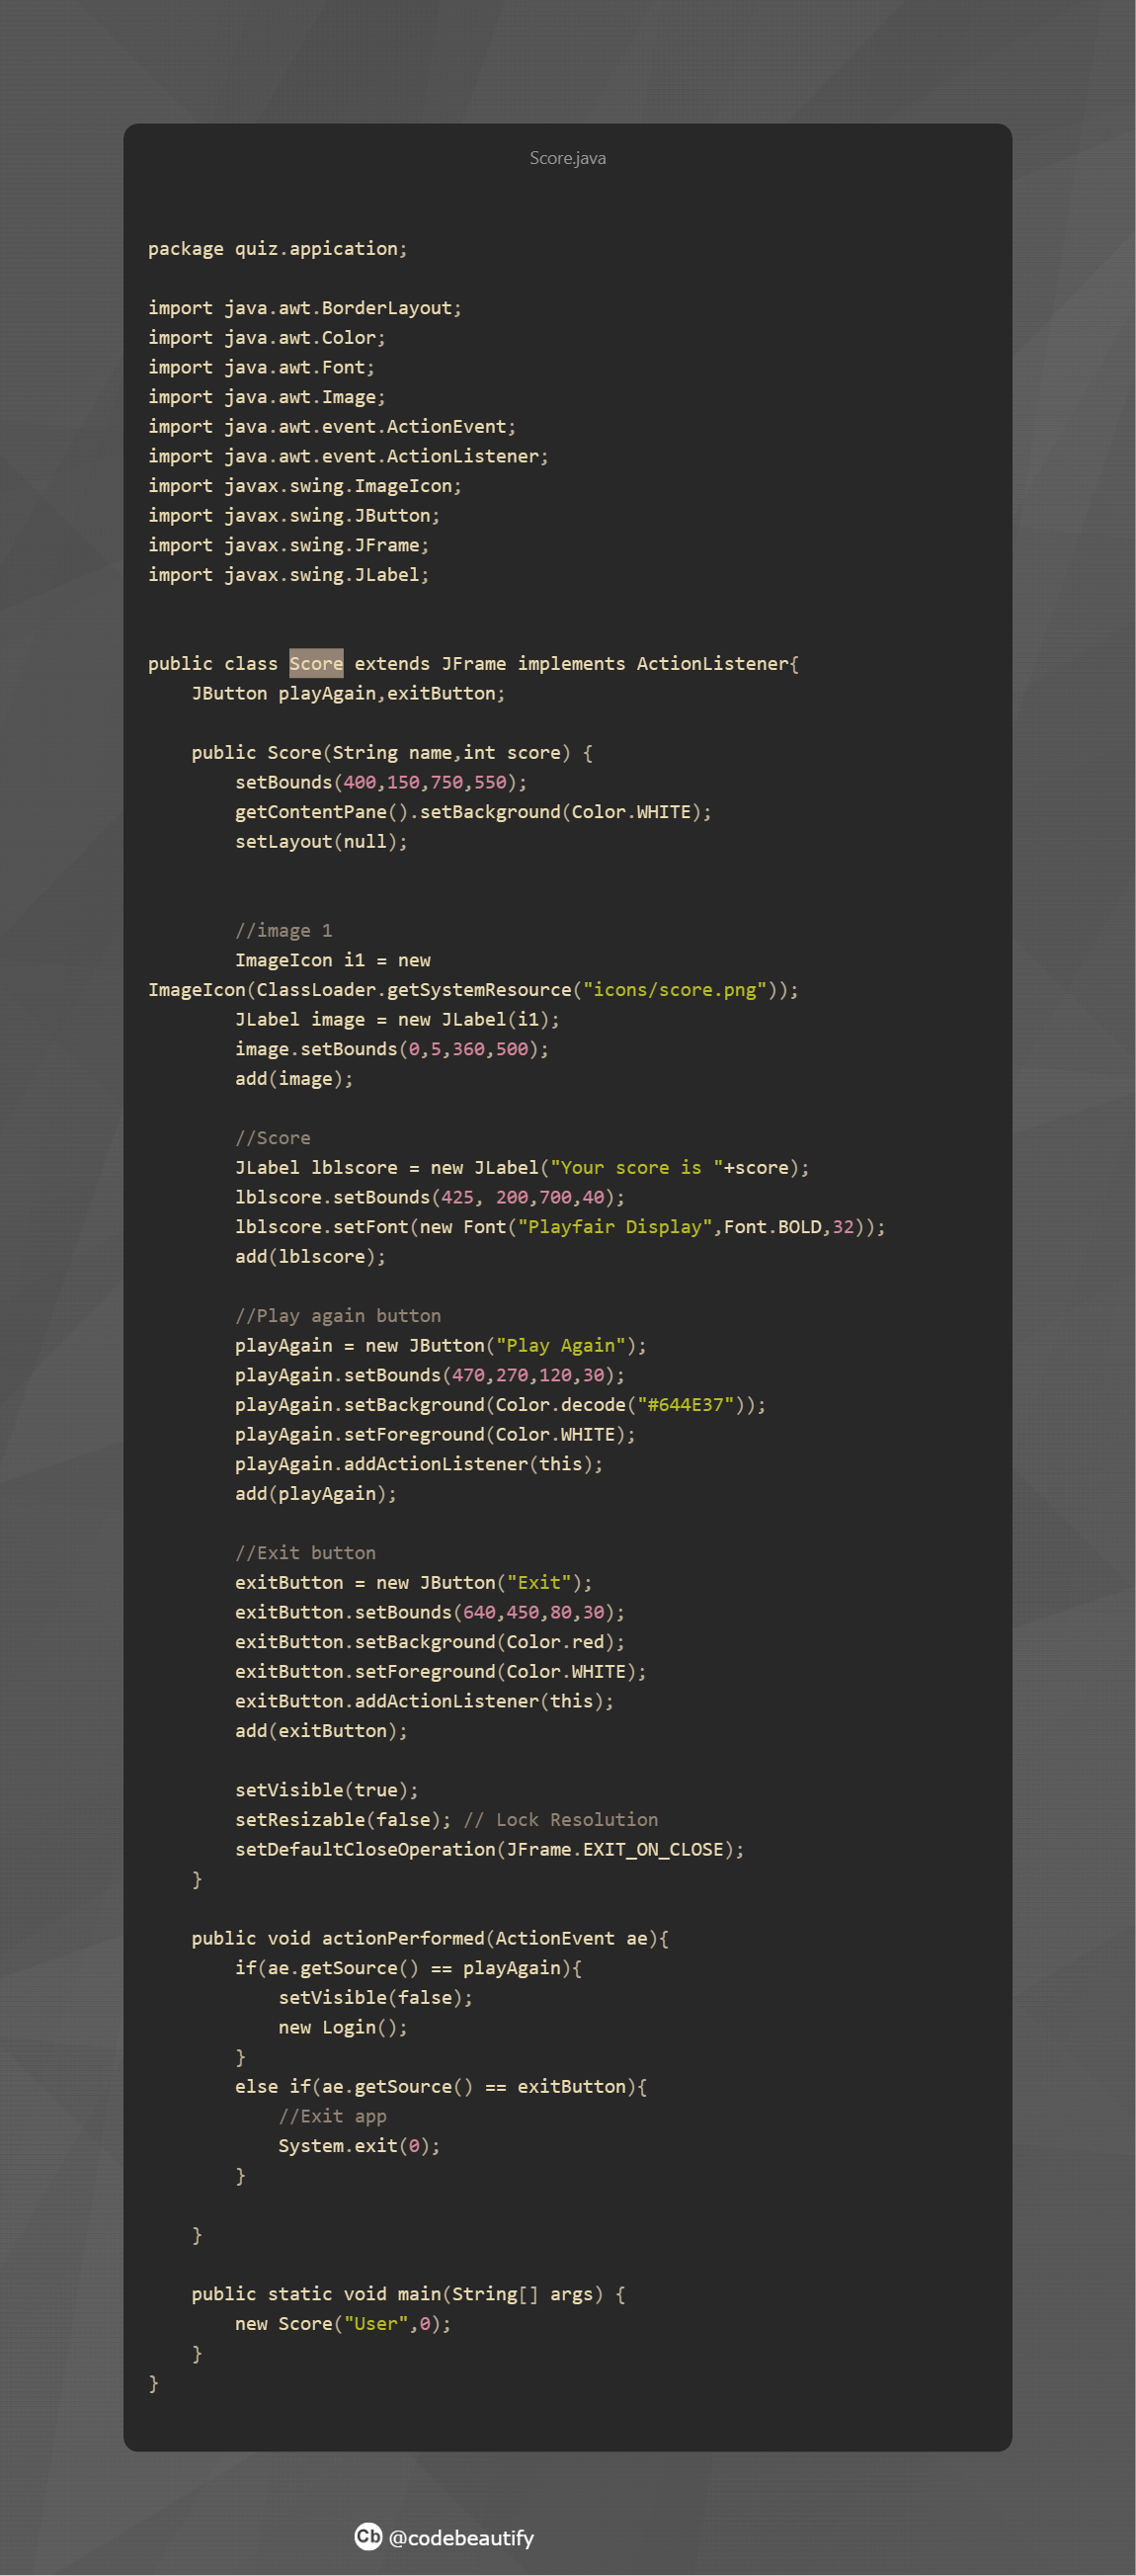 Score.java
package quiz.appication;
import java.awt.BorderLayout;
import java.awt.Color;
import java.awt.Font;
import java.awt.Image;
import java.awt.event.ActionEvent;
import java.awt.event.ActionListener;
import javax.swing.ImageIcon;
import javax.swing.JButton;
import javax.swing.JFrame;
import javax.swing.JLabel;
public class Score extends JFrame implements ActionListener{
    JButton playAgain,exitButton;
    public Score(String name,int score) {
        setBounds(400,150,750,550);
        getContentPane().setBackground(Color.WHITE);
        setLayout(null);
        //image 1
        ImageIcon i1 = new
ImageIcon(ClassLoader.getSystemResource("icons/score.png"));
        JLabel image = new JLabel(i1);
        image.setBounds(0,5,360,500);
        add(image);
        //Score
        JLabel lblscore = new JLabel("Your score is "+score);
        lblscore.setBounds(425, 200,700,40);
        lblscore.setFont(new Font("Playfair Display",Font.BOLD,32));
        add(lblscore);
        //Play again button
        playAgain = new JButton("Play Again");
        playAgain.setBounds(470,270,120,30);
        playAgain.setBackground(Color.decode("#644E37"));
        playAgain.setForeground(Color.WHITE);
        playAgain.addActionListener(this);
        add(playAgain);
        //Exit button
        exitButton = new JButton("Exit");
        exitButton.setBounds(640,450,80,30);
        exitButton.setBackground(Color.red);
        exitButton.setForeground(Color.WHITE);
        exitButton.addActionListener(this);
        add(exitButton);
        setVisible(true);
        setResizable(false); // Lock Resolution
        setDefaultCloseOperation(JFrame.EXIT_ON_CLOSE);
    }
    public void actionPerformed(ActionEvent ae){
        if(ae.getSource() == playAgain){
            setVisible(false);
            new Login();
        }
        else if(ae.getSource() == exitButton){
            //Exit app
            System.exit(0);
        }
    }
    public static void main(String[] args) {
        new Score("User",0);
    }
}
Cb @codebeautify